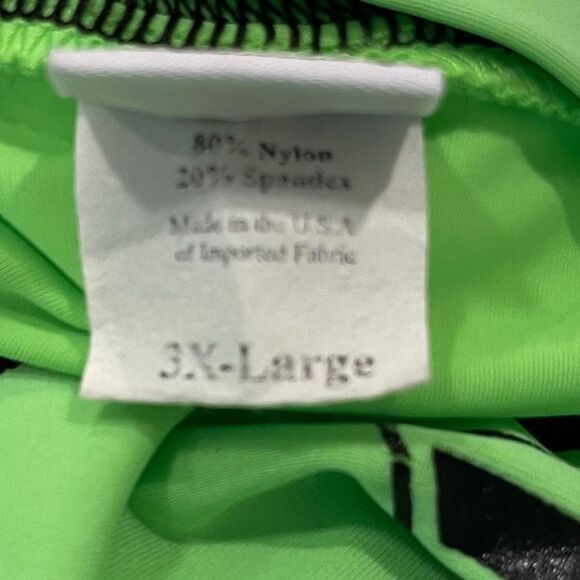 80% Nylon
20% Spandex
Made in the U.S.A
of Imported Fabric
3X-Large